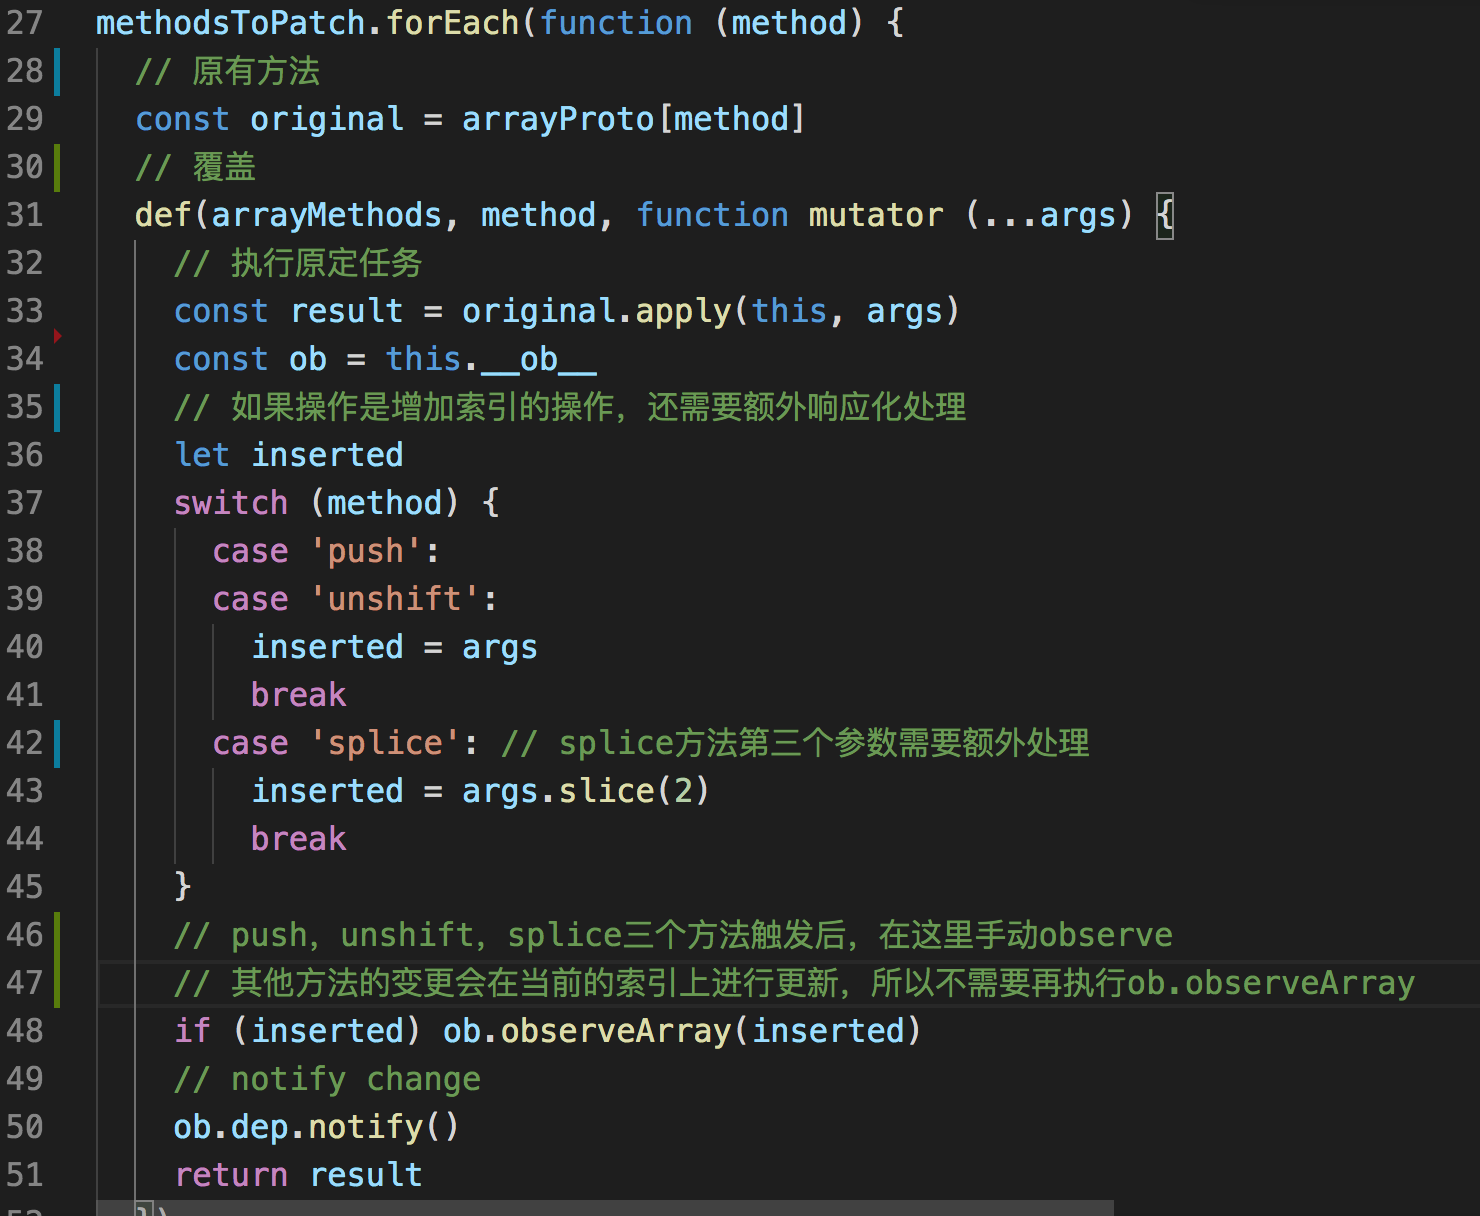 27 methodsToPatch.forEach(function (method) {
28 // 原有方法
29 const original = arrayProto[method]
30 // 覆盖
31 def(arrayMethods, method, function mutator (...args) {
32 // 执行原定任务
33 const result = original.apply(this, args)
34 const ob = this.__ob__
35 // 如果操作是增加索引的操作，还需要额外响应化处理
36 let inserted
37 switch (method) {
38 case 'push':
39 case 'unshift':
40 inserted = args
41 break
42 case 'splice': // splice方法第三个参数需要额外处理
43 inserted = args.slice(2)
44 break
45 }
46 // push，unshift，splice三个方法触发后，在这里手动observe
47 // 其他方法的变更会在当前的索引上进行更新，所以不需要再执行ob.observeArray
48 if (inserted) ob.observeArray(inserted)
49 // notify change
50 ob.dep.notify()
51 return result